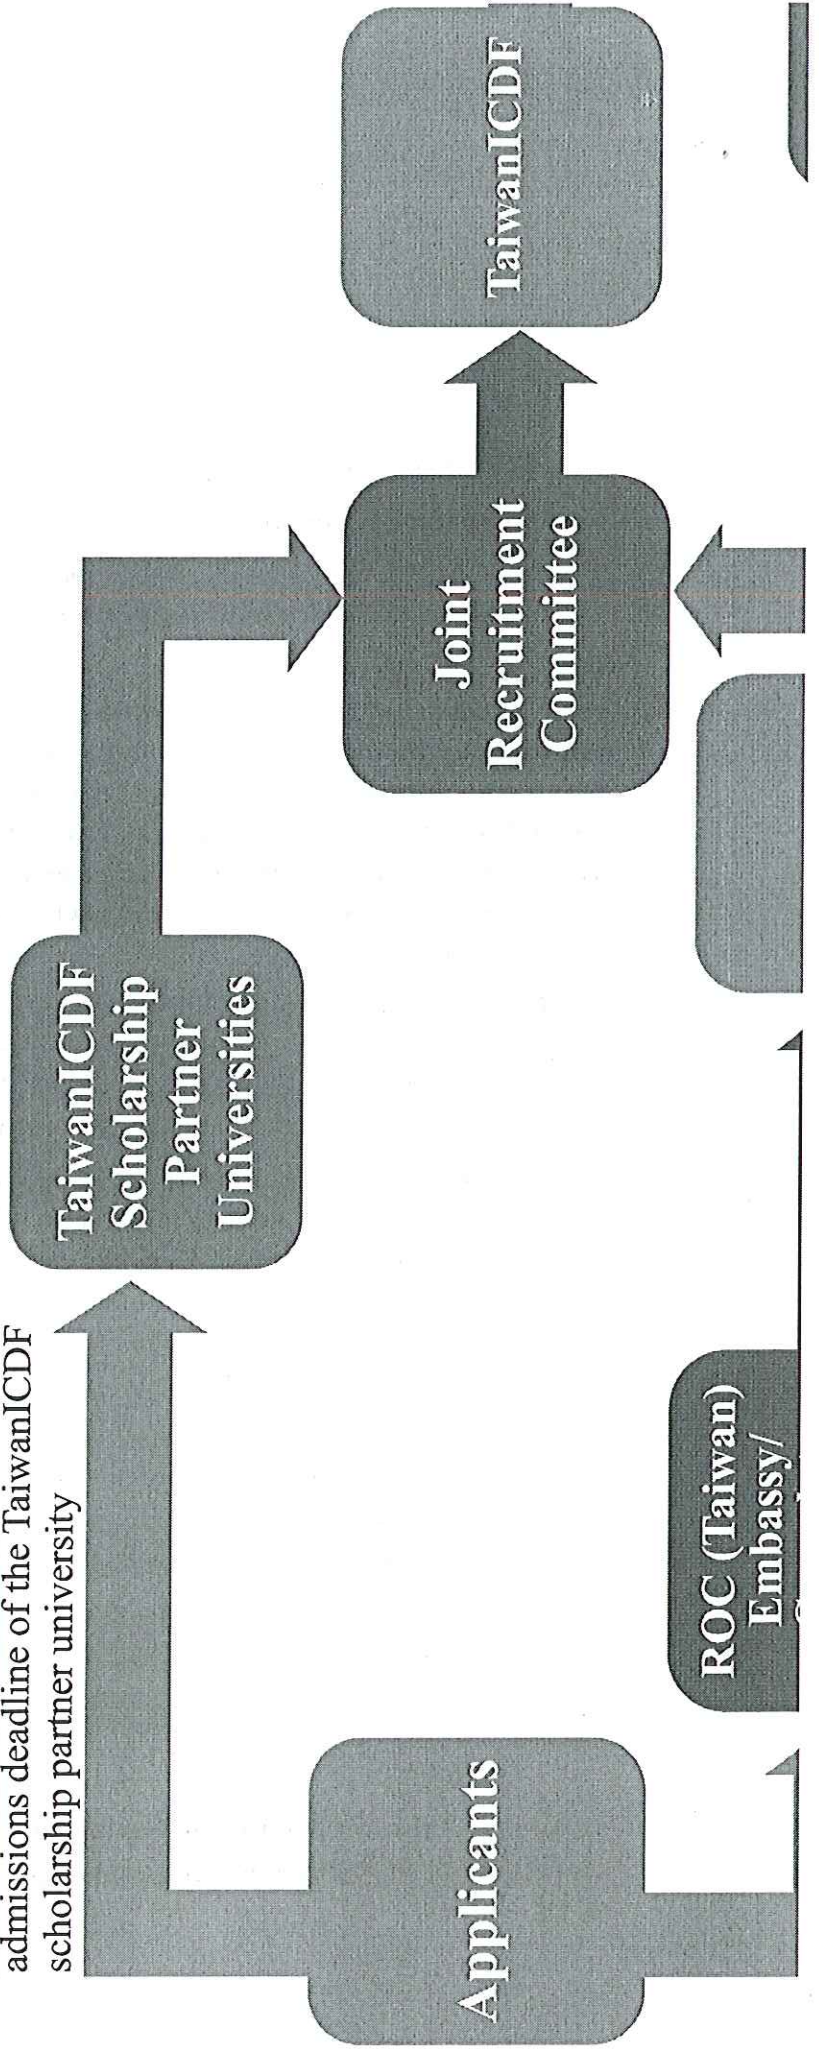 admissions deadline of the TaiwanICDF
scholarship partner university
Applicants
TaiwanICDF
Scholarship
Partner
Universities
ROC (Taiwan)
Embassy/
Joint
Recruitment
Committee
TaiwanICDF